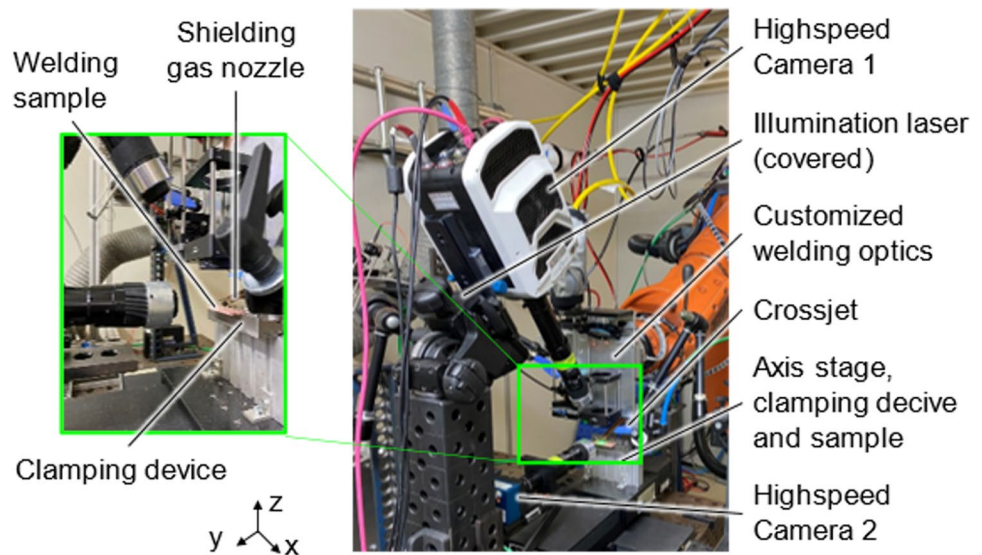 Shielding
gas nozzle
Welding
sample
Clamping device
z
y
x
Highspeed
Camera 1
Illumination laser
(covered)
Customized
welding optics
Crossjet
Axis stage,
clamping decive
and sample
Highspeed
Camera 2